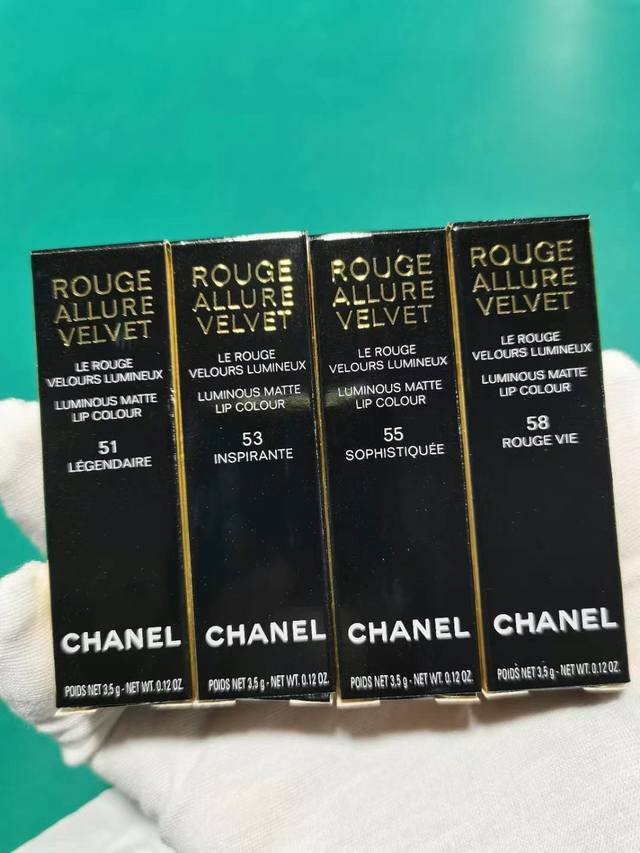 ROUGE
ALLURE
VELVET
LE ROUGE
VELOURS LUMINEUX
LUMINOUS MATTE
LIP COLOUR
51
LÉGENDAIRE
CHANEL
POIDS NET 3,5 g - NET WT. 0.12 OZ.
ROUGE
ALLURE
VELVET
LE ROUGE
VELOURS LUMINEUX
LUMINOUS MATTE
LIP COLOUR
53
INSPIRANTE
CHANEL
POIDS NET 3,5 g - NET WT. 0.12 OZ.
ROUGE
ALLURE
VELVET
LE ROUGE
VELOURS LUMINEUX
LUMINOUS MATTE
LIP COLOUR
55
SOPHISTIQUÉE
CHANEL
POIDS NET 3,5 g - NET WT. 0.12 OZ.
ROUGE
ALLURE
VELVET
LE ROUGE
VELOURS LUMINEUX
LUMINOUS MATTE
LIP COLOUR
58
ROUGE VIE
CHANEL
POIDS NET 3,5 g - NET WT. 0.12 OZ.